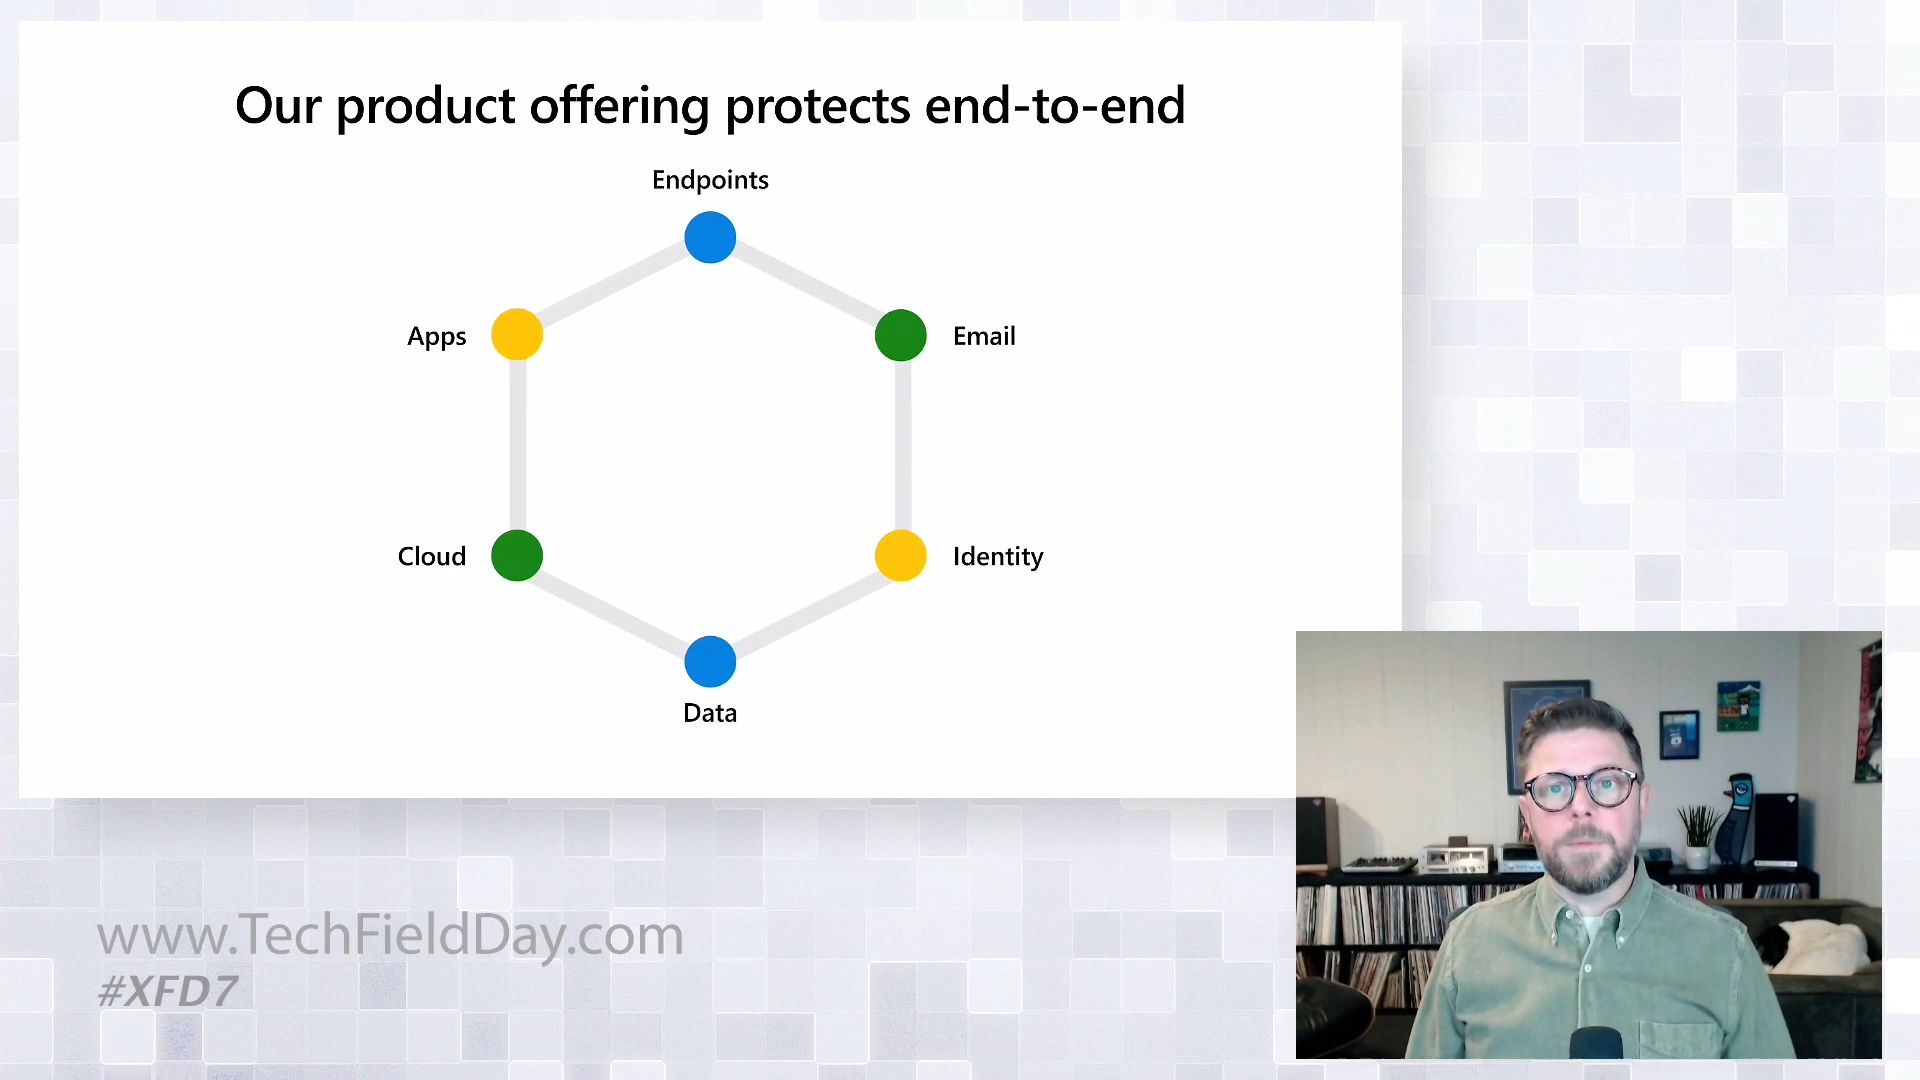 Our product offering protects end-to-end
Endpoints
Apps
Email
Cloud
Identity
Data
www.TechFieldDay.com
#XFD7